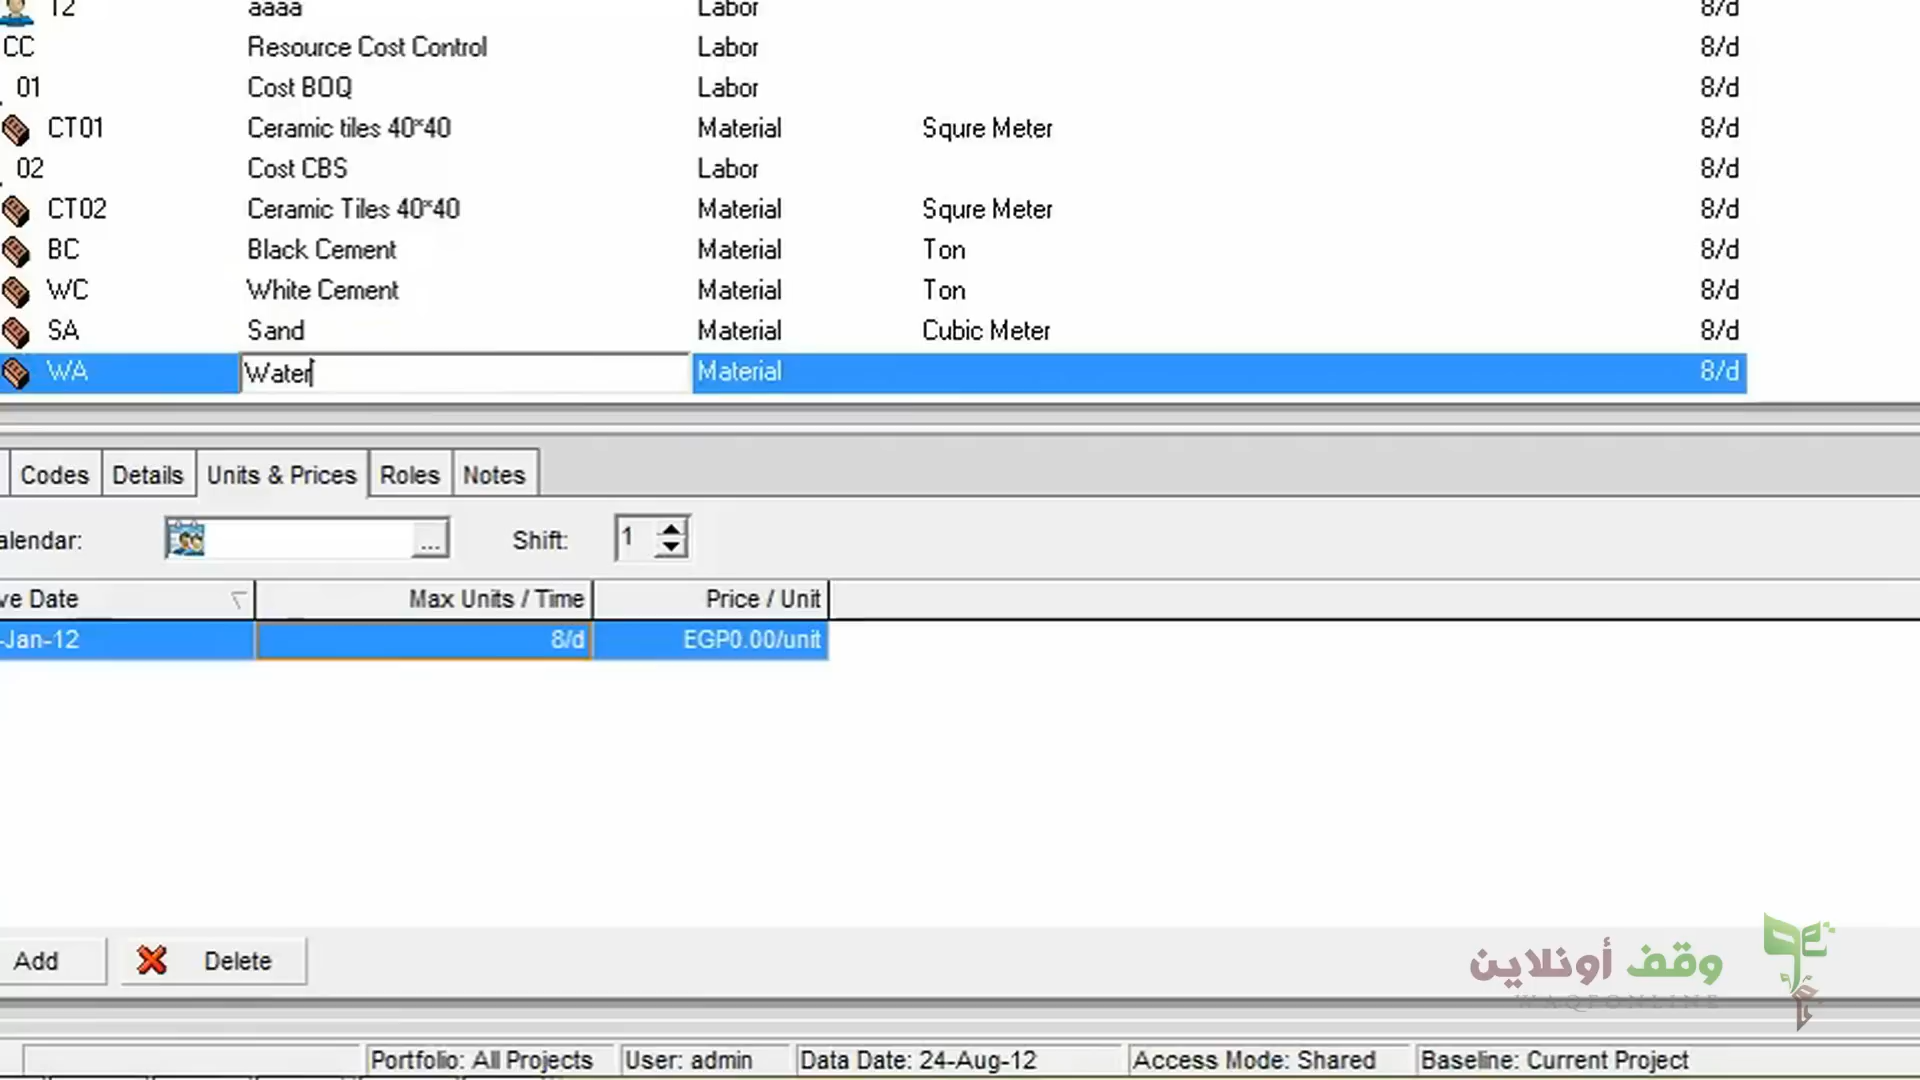 12 aaaa Labor 8/d
CC Resource Cost Control Labor 8/d
01 Cost BOQ Labor 8/d
CT01 Ceramic tiles 40*40 Material Squre Meter 8/d
02 Cost CBS Labor 8/d
CT02 Ceramic Tiles 40*40 Material Squre Meter 8/d
BC Black Cement Material Ton 8/d
WC White Cement Material Ton 8/d
SA Sand Material Cubic Meter 8/d
WA Water Material 8/d
Codes Details Units & Prices Roles Notes
alendar: ... Shift: 1
ve Date Max Units / Time Price / Unit
-Jan-12 8/d EGP0.00/unit
Add Delete
وقف أونلاين
WAQFONLINE
Portfolio: All Projects User: admin Data Date: 24-Aug-12 Access Mode: Shared Baseline: Current Project